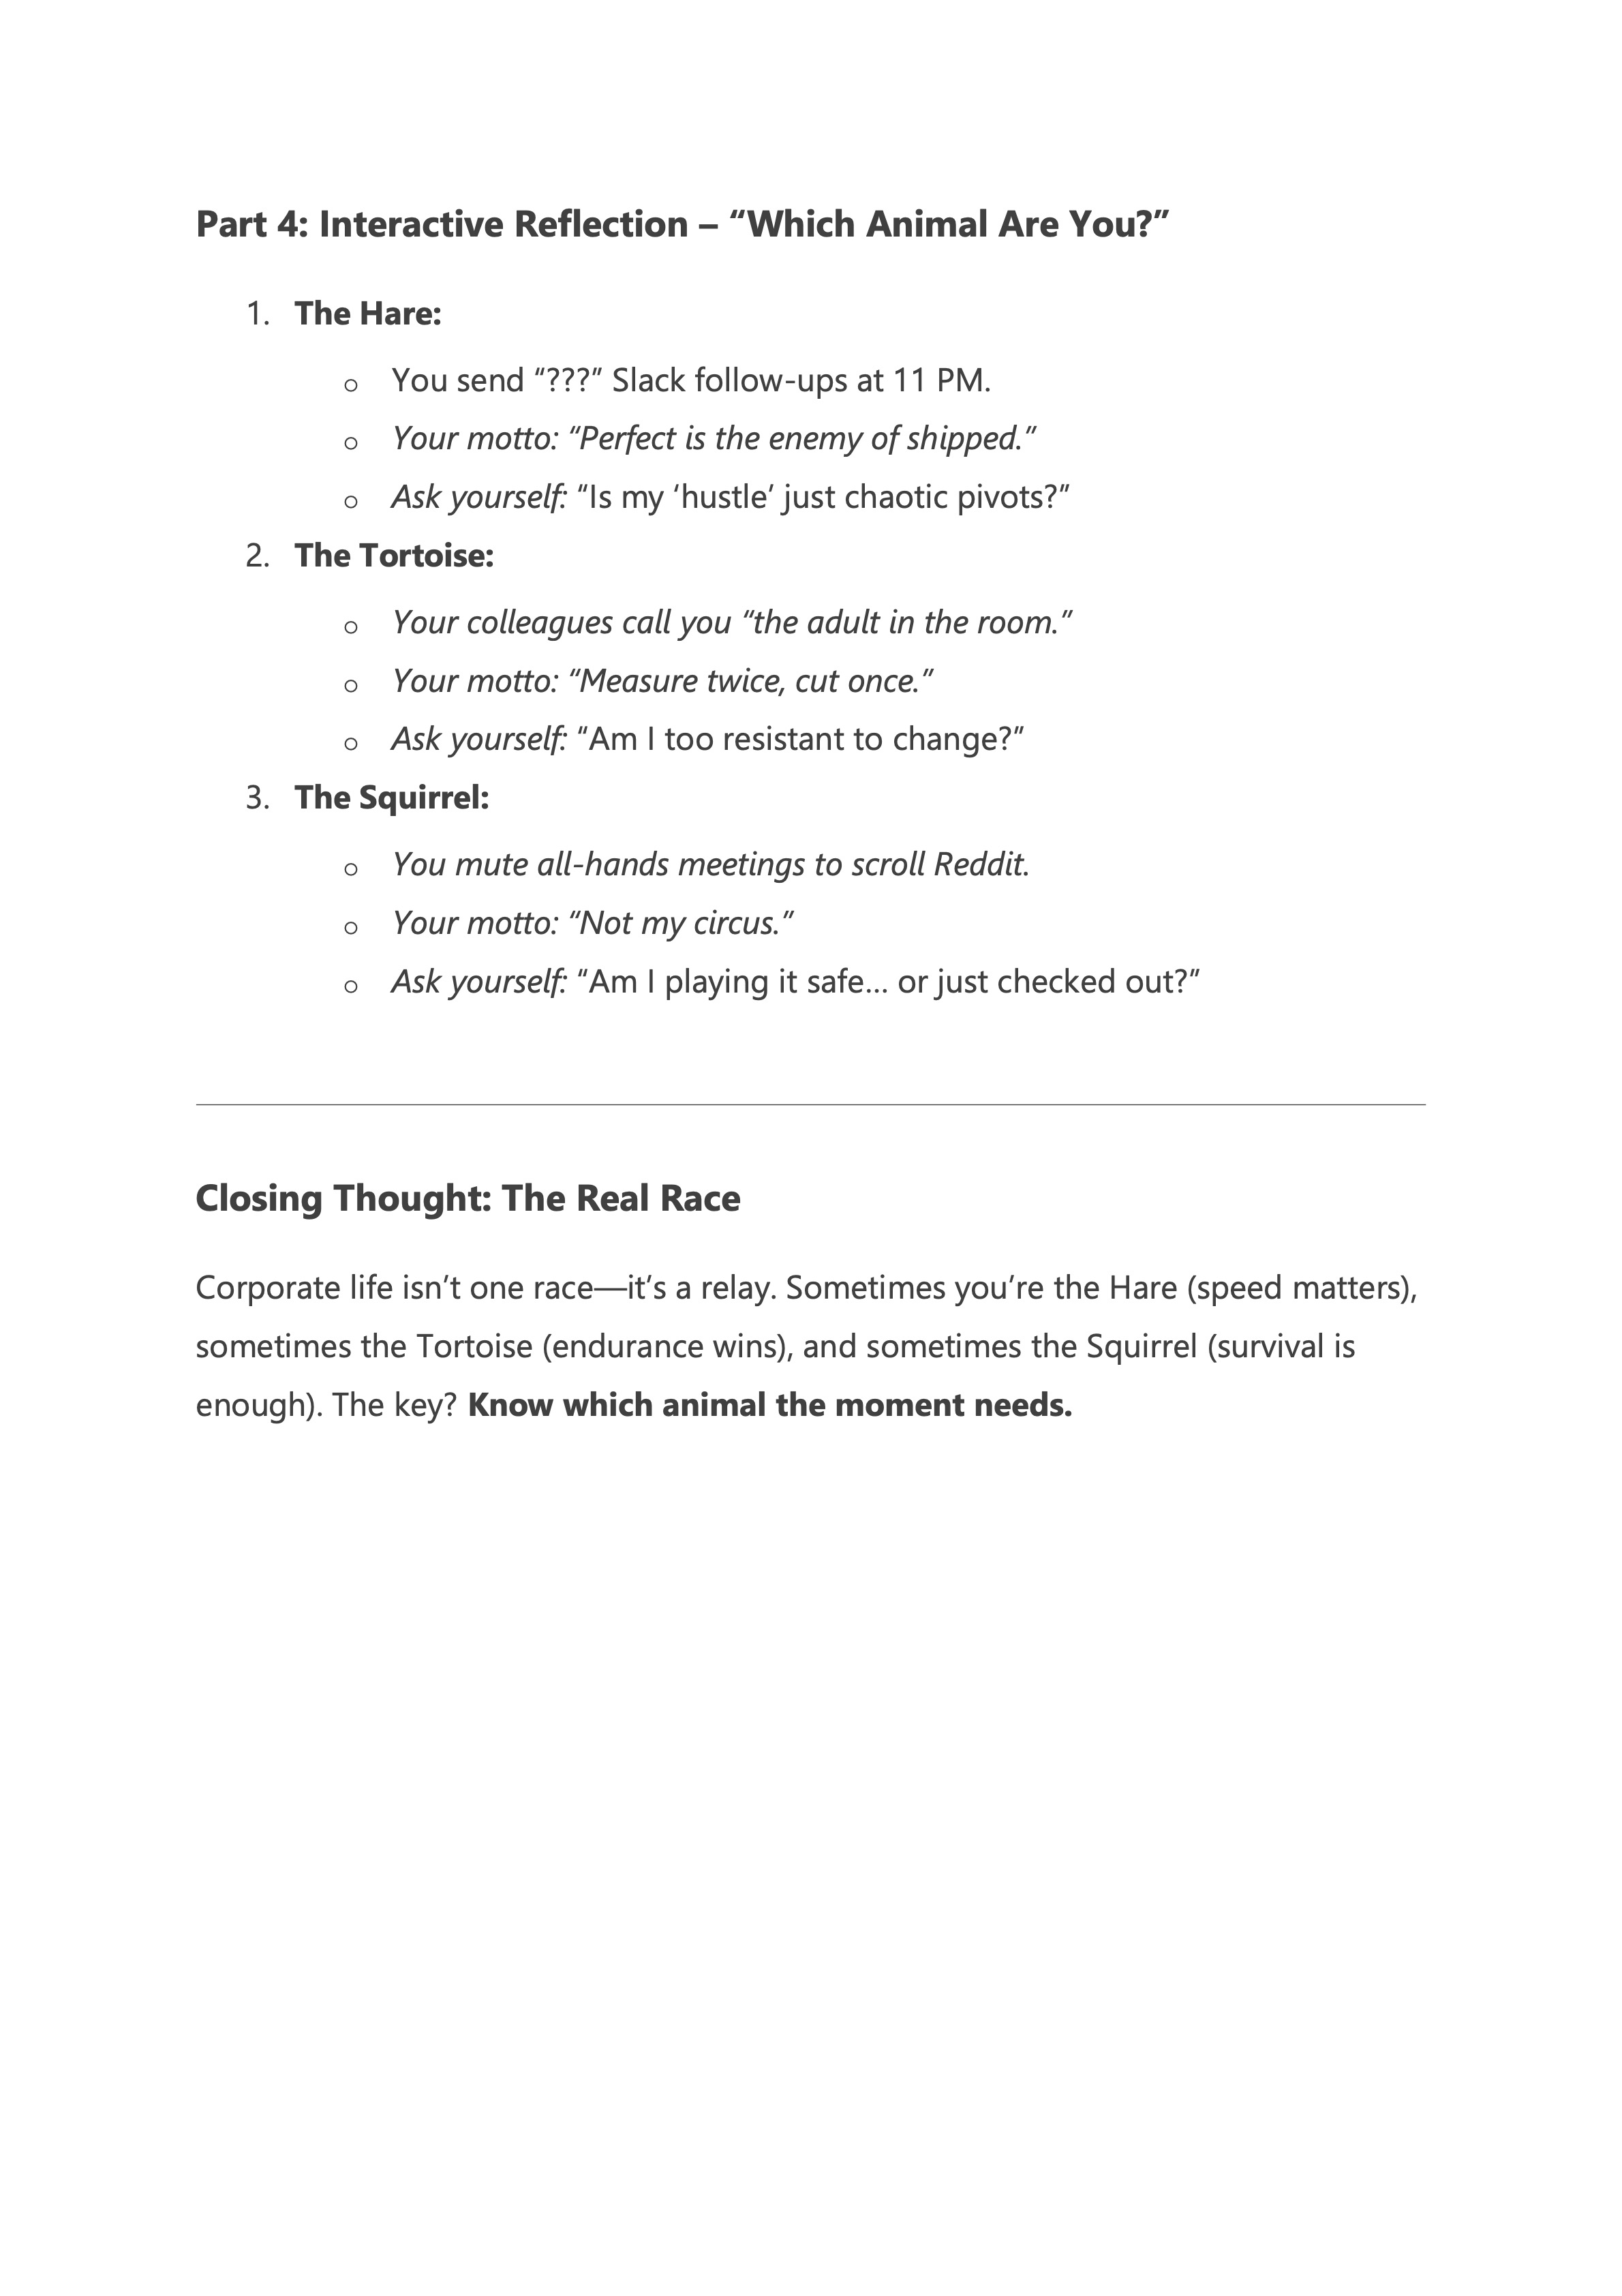 Part 4: Interactive Reflection – “Which Animal Are You?”
1. The Hare:
o You send “???” Slack follow-ups at 11 PM.
o Your motto: “Perfect is the enemy of shipped.”
o Ask yourself: “Is my ‘hustle’ just chaotic pivots?”
2. The Tortoise:
o Your colleagues call you “the adult in the room.”
o Your motto: “Measure twice, cut once.”
o Ask yourself: “Am I too resistant to change?”
3. The Squirrel:
o You mute all-hands meetings to scroll Reddit.
o Your motto: “Not my circus.”
o Ask yourself: “Am I playing it safe… or just checked out?”
Closing Thought: The Real Race
Corporate life isn’t one race—it’s a relay. Sometimes you’re the Hare (speed matters),
sometimes the Tortoise (endurance wins), and sometimes the Squirrel (survival is
enough). The key? Know which animal the moment needs.